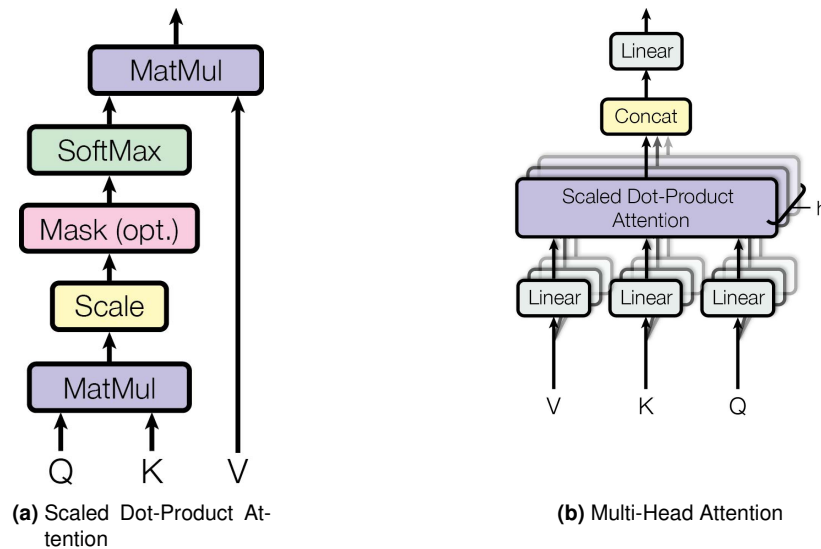 MatMul
SoftMax
Mask (opt.)
Scale
MatMul
Q K V
(a) Scaled Dot-Product At-
tention
Linear
Concat
Scaled Dot-Product
Attention
h
Linear Linear Linear
V K Q
(b) Multi-Head Attention